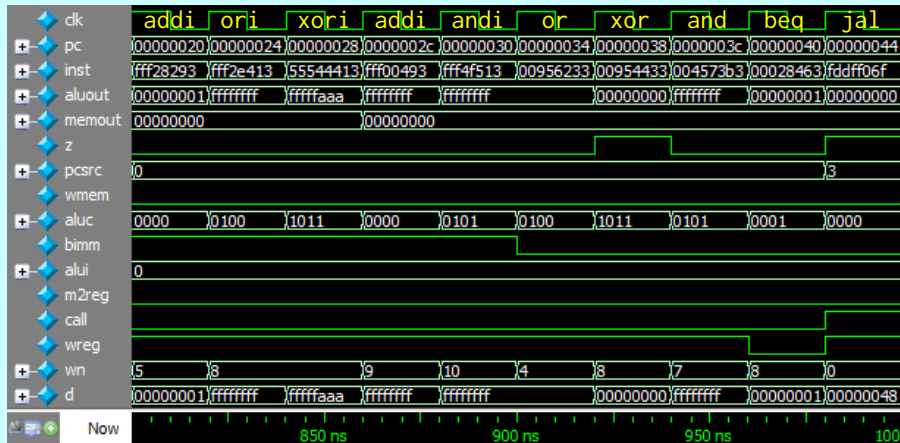 clk addi ori xori addi andi or xor and beq jal
pc 00000020 00000024 00000028 0000002c 00000030 00000034 00000038 0000003c 00000040 00000044
inst fff28293 fff2e413 55544413 fff00493 fff4f513 00956233 00954433 004573b3 00028463 fddff06f
aluout 00000001 ffffffff fffffaaa ffffffff ffffffff 00000000 ffffffff 00000001 00000000
memout 00000000 00000000
z
pcsrc 0 3
wmem
aluc 0000 0100 1011 0000 0101 0100 1011 0101 0001 0000
bimm
alui 0
m2reg
call
wreg
wn 5 8 9 10 4 8 7 8 0
d 00000001 ffffffff fffffaaa ffffffff ffffffff 00000000 ffffffff 00000001 00000048
Now 850 ns 900 ns 950 ns 100